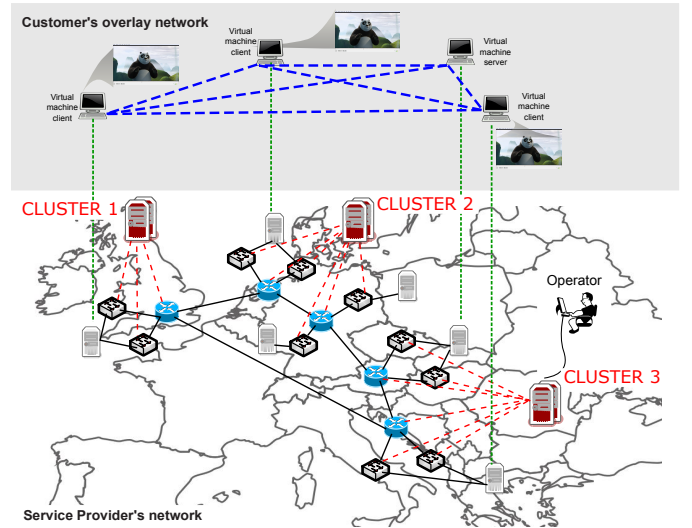 Customer's overlay network
Virtual
machine
client
Virtual
machine
server
Virtual
machine
client
Virtual
machine
client
CLUSTER 1
CLUSTER 2
Operator
CLUSTER 3
Service Provider's network